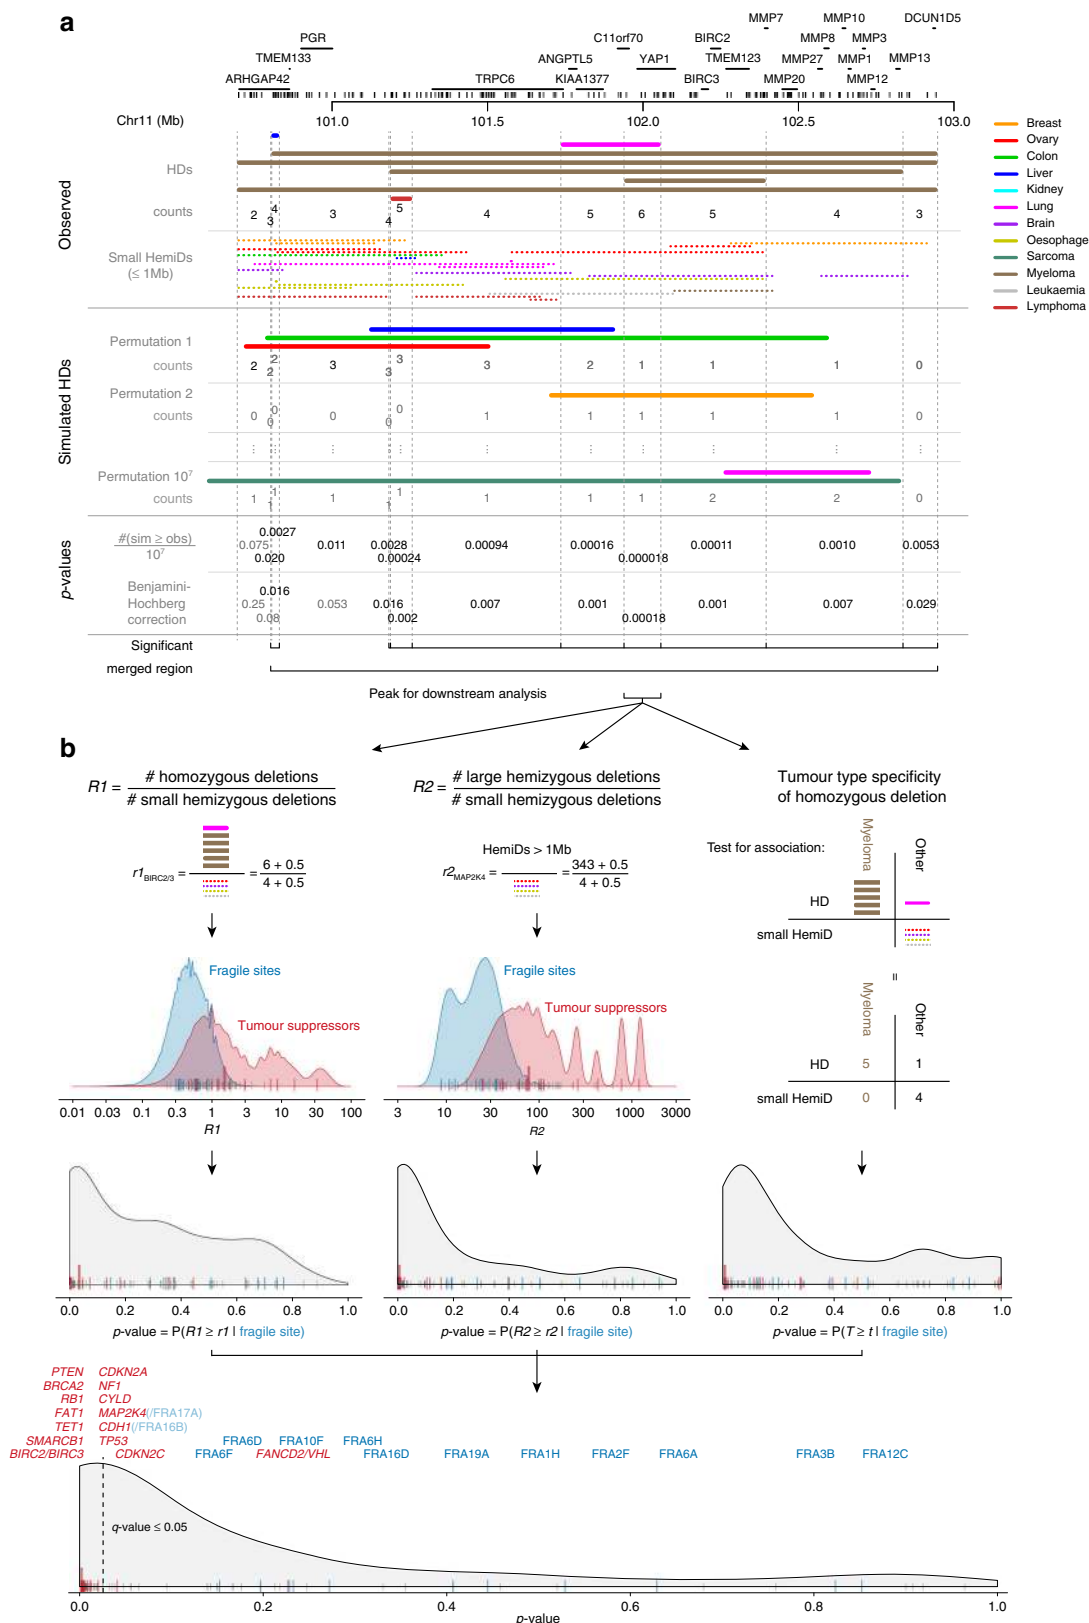 a
MMP7 MMP10 DCUN1D5
PGR C11orf70 BIRC2 MMP8 MMP3
TMEM133 ANGPTL5 YAP1 TMEM123 MMP27 MMP1 MMP13
ARHGAP42 TRPC6 KIAA1377 BIRC3 MMP20 MMP12
Chr11 (Mb) 101.0 101.5 102.0 102.5 103.0
Breast
Ovary
Colon
Liver
Kidney
Lung
Brain
Oesophage
Sarcoma
Myeloma
Leukaemia
Lymphoma
Observed
HDs
counts 2 3 4 3 4 5 4 5 6 5 4 3
Small HemiDs
(≤ 1Mb)
Simulated HDs
Permutation 1
counts 2 2 2 3 3 3 3 2 1 1 1 0
Permutation 2
counts 0 0 0 0 0 0 1 1 1 1 1 0
⋮ ⋮ ⋮ ⋮ ⋮ ⋮ ⋮ ⋮ ⋮ ⋮
Permutation 10⁷
counts 1 1 1 1 1 1 1 1 1 2 2 0
p-values
#(sim ≥ obs)
10⁷
0.075 0.020 0.0027 0.011 0.0028 0.00024 0.00094 0.00016 0.000018 0.00011 0.0010 0.0053
Benjamini-
Hochberg
correction
0.25 0.08 0.016 0.053 0.016 0.002 0.007 0.001 0.00018 0.001 0.007 0.029
Significant
merged region
Peak for downstream analysis
b
R1 = # homozygous deletions
# small hemizygous deletions
r1BIRC2/3 = = 6 + 0.5
4 + 0.5
R2 = # large hemizygous deletions
# small hemizygous deletions
HemiDs > 1Mb
r2MAP2K4 = = 343 + 0.5
4 + 0.5
Tumour type specificity
of homozygous deletion
Test for association:
Myeloma
Other
HD
small HemiD
=
Myeloma
Other
HD 5 1
small HemiD 0 4
Fragile sites
Tumour suppressors
0.01 0.03 0.1 0.3 1 3 10 30 100
R1
Fragile sites
Tumour suppressors
3 10 30 100 300 1000 3000
R2
0.0 0.2 0.4 0.6 0.8 1.0
p-value = P(R1 ≥ r1 | fragile site)
0.0 0.2 0.4 0.6 0.8 1.0
p-value = P(R2 ≥ r2 | fragile site)
0.0 0.2 0.4 0.6 0.8 1.0
p-value = P(T ≥ t | fragile site)
PTEN CDKN2A
BRCA2 NF1
RB1 CYLD
FAT1 MAP2K4(/FRA17A)
TET1 CDH1(/FRA16B)
SMARCB1 TP53 FRA6D FRA10F FRA6H
BIRC2/BIRC3 CDKN2C FRA6F FANCD2/VHL FRA16D FRA19A FRA1H FRA2F FRA6A FRA3B FRA12C
q-value ≤ 0.05
0.0 0.2 0.4 0.6 0.8 1.0
p-value